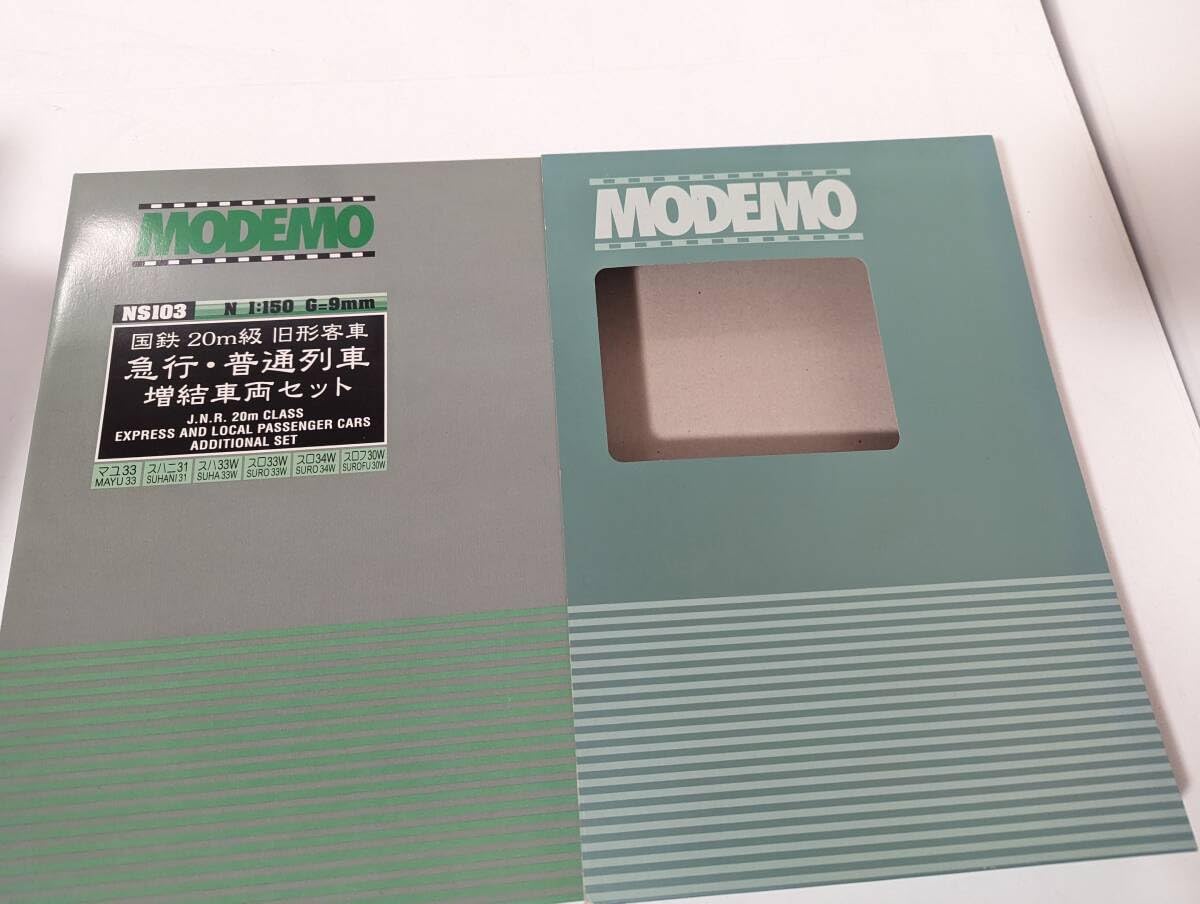 MODEMO
NS103 N 1:150 G=9mm
国鉄 20m級 旧形客車
急行・普通列車
増結車両セット
J.N.R. 20m CLASS
EXPRESS AND LOCAL PASSENGER CARS
ADDITIONAL SET
マユ33 スハニ31 スハ33W スロ33W スロ34W スロフ30W
MAYU 33 SUHANI 31 SUHA 33W SURO 33W SURO 34W SUROFU 30W
MODEMO